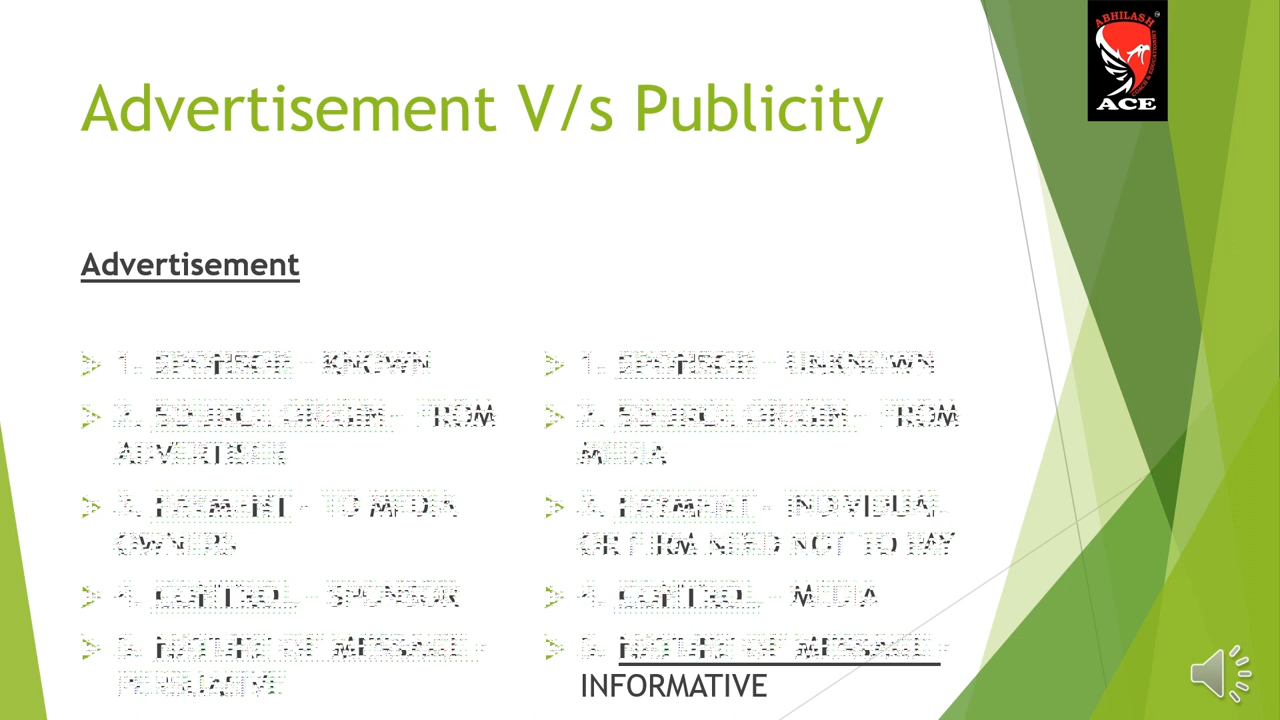 ABHILASH
COACH & EDUCATIONIST
ACE
Advertisement V/s Publicity
Advertisement
1. SPONSOR – KNOWN
2. SOURCE ORIGIN – FROM
ADVERTISER
3. PAYMENT – TO MEDIA
OWNERS
4. CONTROL – SPONSOR
5. NATURE OF MESSAGE –
1. SPONSOR – UNKNOWN
2. SOURCE ORIGIN – FROM
MEDIA
3. PAYMENT – INDIVIDUAL
OR FIRM NEED NOT TO PAY
4. CONTROL – MEDIA
5. NATURE OF MESSAGE –
INFORMATIVE